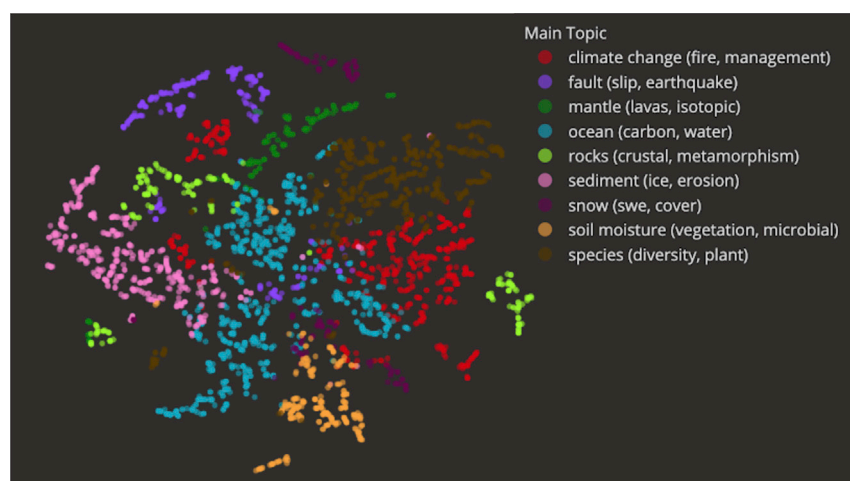 Main Topic
climate change (fire, management)
fault (slip, earthquake)
mantle (lavas, isotopic)
ocean (carbon, water)
rocks (crustal, metamorphism)
sediment (ice, erosion)
snow (swe, cover)
soil moisture (vegetation, microbial)
species (diversity, plant)